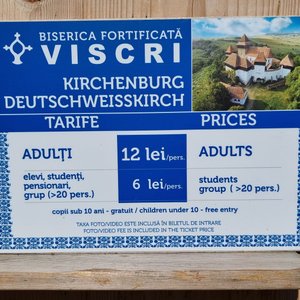 BISERICA FORTIFICATĂ
VISCRI
KIRCHENBURG
DEUTSCHWEISSKIRCH
TARIFE PRICES
ADULȚI 12 lei/pers. ADULTS
elevi, studenți,
pensionari,
grup (>20 pers.)
6 lei/pers.
students
group ( >20 pers.)
copii sub 10 ani - gratuit / children under 10 - free entry
TAXA FOTO/VIDEO ESTE INCLUSĂ ÎN BILETUL DE INTRARE
FOTO/VIDEO FEE IS INCLUDED IN THE TICKET PRICE